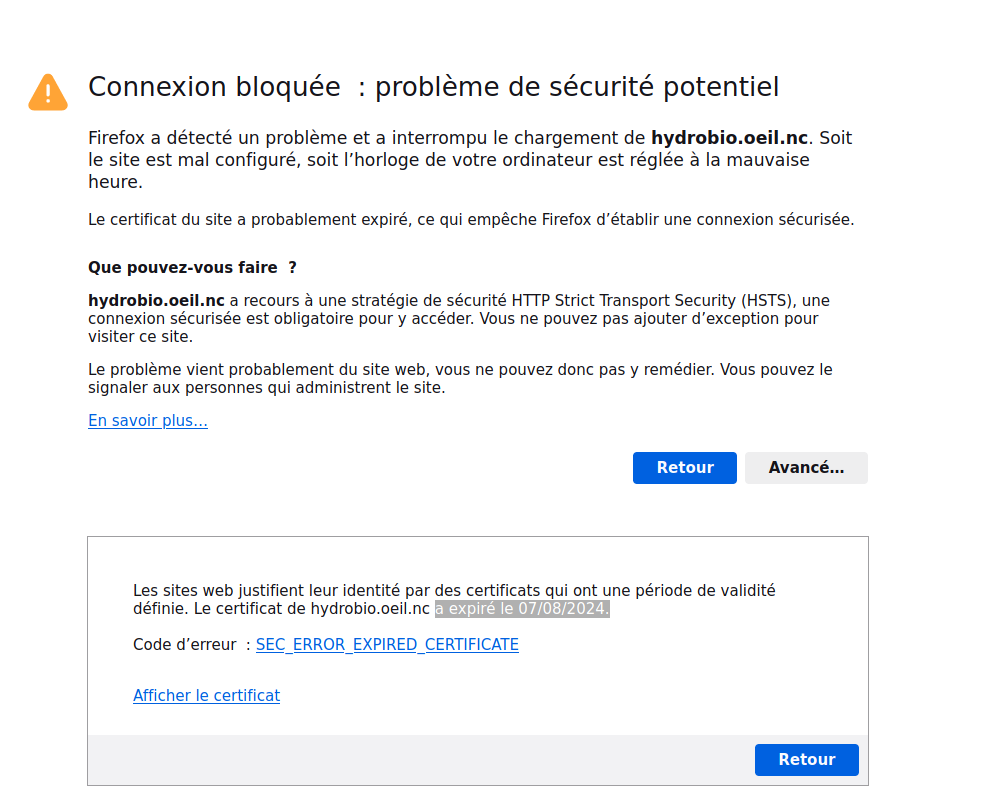 Connexion bloquée  : problème de sécurité potentiel
Firefox a détecté un problème et a interrompu le chargement de hydrobio.oeil.nc. Soit
le site est mal configuré, soit l’horloge de votre ordinateur est réglée à la mauvaise
heure.
Le certificat du site a probablement expiré, ce qui empêche Firefox d’établir une connexion sécurisée.
Que pouvez-vous faire  ?
hydrobio.oeil.nc a recours à une stratégie de sécurité HTTP Strict Transport Security (HSTS), une
connexion sécurisée est obligatoire pour y accéder. Vous ne pouvez pas ajouter d’exception pour
visiter ce site.
Le problème vient probablement du site web, vous ne pouvez donc pas y remédier. Vous pouvez le
signaler aux personnes qui administrent le site.
En savoir plus…
Retour
Avancé…
Les sites web justifient leur identité par des certificats qui ont une période de validité
définie. Le certificat de hydrobio.oeil.nc a expiré le 07/08/2024.
Code d’erreur  : SEC_ERROR_EXPIRED_CERTIFICATE
Afficher le certificat
Retour